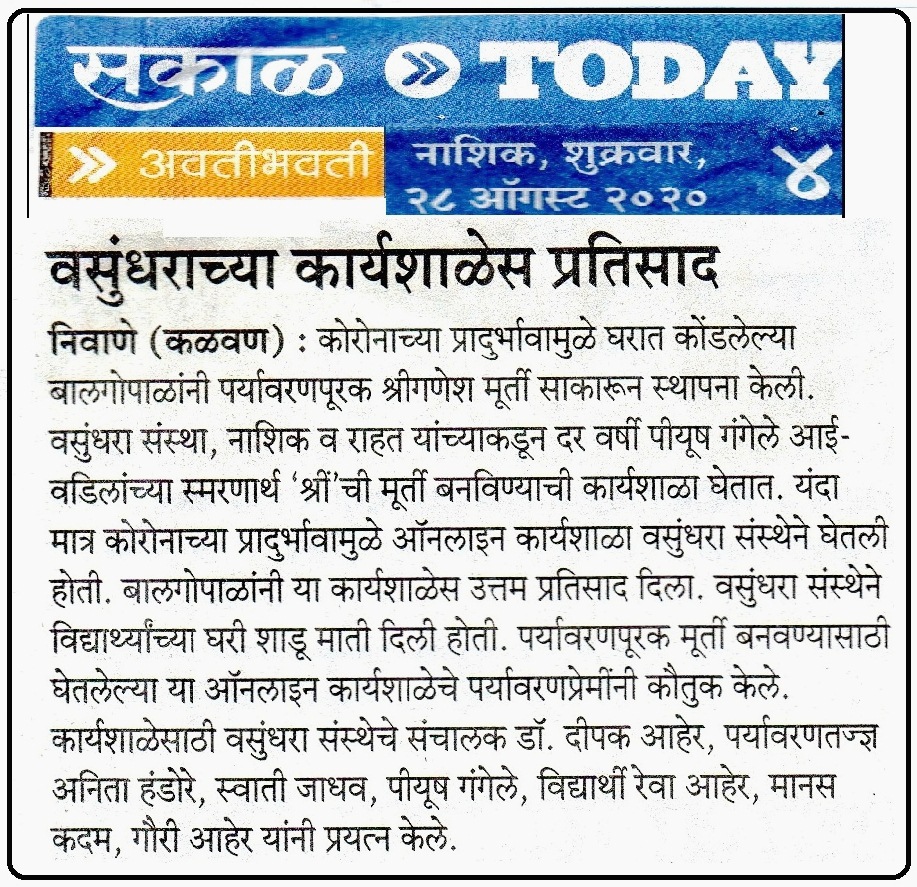 सकाळ » TODAY
» अवतीभवती
नाशिक, शुक्रवार,
२८ ऑगस्ट २०२०
४
वसुंधराच्या कार्यशाळेस प्रतिसाद
निवाणे (कळवण) : कोरोनाच्या प्रादुर्भावामुळे घरात कोंडलेल्या
बालगोपाळांनी पर्यावरणपूरक श्रीगणेश मूर्ती साकारून स्थापना केली.
वसुंधरा संस्था, नाशिक व राहत यांच्याकडून दर वर्षी पीयूष गंगेले आई-
वडिलांच्या स्मरणार्थ ‘श्रीं’ची मूर्ती बनविण्याची कार्यशाळा घेतात. यंदा
मात्र कोरोनाच्या प्रादुर्भावामुळे ऑनलाइन कार्यशाळा वसुंधरा संस्थेने घेतली
होती. बालगोपाळांनी या कार्यशाळेस उत्तम प्रतिसाद दिला. वसुंधरा संस्थेने
विद्यार्थ्यांच्या घरी शाडू माती दिली होती. पर्यावरणपूरक मूर्ती बनवण्यासाठी
घेतलेल्या या ऑनलाइन कार्यशाळेचे पर्यावरणप्रेमींनी कौतुक केले.
कार्यशाळेसाठी वसुंधरा संस्थेचे संचालक डॉ. दीपक आहेर, पर्यावरणतज्ज्ञ
अनिता हंडोरे, स्वाती जाधव, पीयूष गंगेले, विद्यार्थी रेवा आहेर, मानस
कदम, गौरी आहेर यांनी प्रयत्न केले.